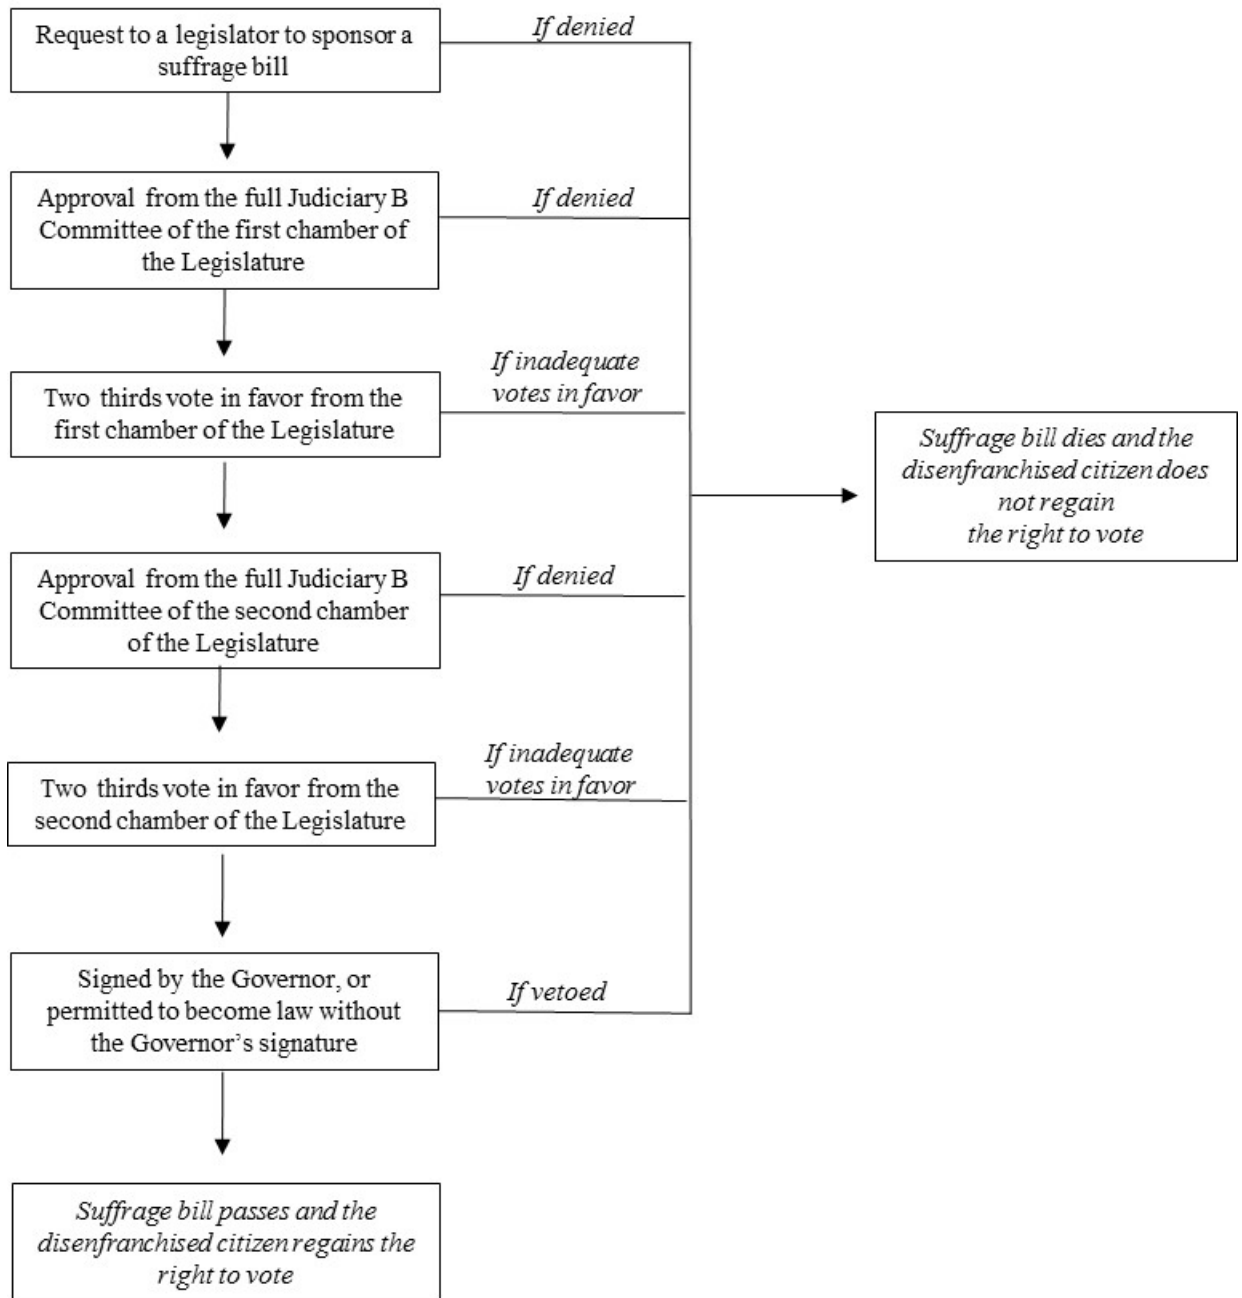 Request to a legislator to sponsor a
suffrage bill
If denied
Approval from the full Judiciary B
Committee of the first chamber of
the Legislature
If denied
Two thirds vote in favor from the
first chamber of the Legislature
If inadequate
votes in favor
Suffrage bill dies and the
disenfranchised citizen does
not regain
the right to vote
Approval from the full Judiciary B
Committee of the second chamber
of the Legislature
If denied
Two thirds vote in favor from the
second chamber of the Legislature
If inadequate
votes in favor
Signed by the Governor, or
permitted to become law without
the Governor’s signature
If vetoed
Suffrage bill passes and the
disenfranchised citizen regains the
right to vote